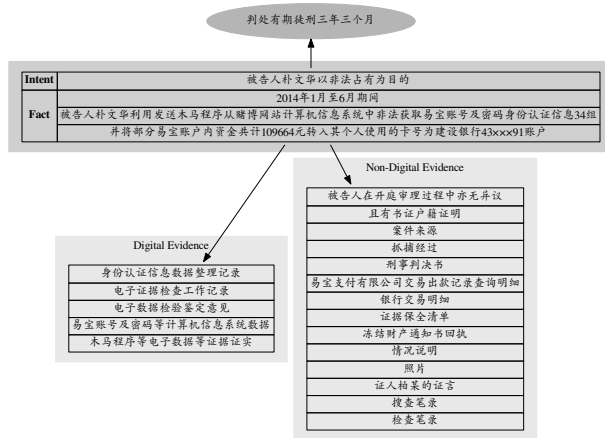 判处有期徒刑三年三个月
Intent 被告人朴文华以非法占有为目的
Fact
2014年1月至6月期间
被告人朴文华利用发送木马程序从赌博网站计算机信息系统中非法获取易宝账号及密码身份认证信息34组
并将部分易宝账户内资金共计109664元转入其个人使用的卡号为建设银行43×××91账户
Non-Digital Evidence
被告人在开庭审理过程中亦无异议
且有书证户籍证明
案件来源
抓捕经过
刑事判决书
易宝支付有限公司交易出款记录查询明细
银行交易明细
证据保全清单
冻结财产通知书回执
情况说明
照片
证人柏某的证言
搜查笔录
检查笔录
Digital Evidence
身份认证信息数据整理记录
电子证据检查工作记录
电子数据检验鉴定意见
易宝账号及密码等计算机信息系统数据
木马程序等电子数据等证据证实